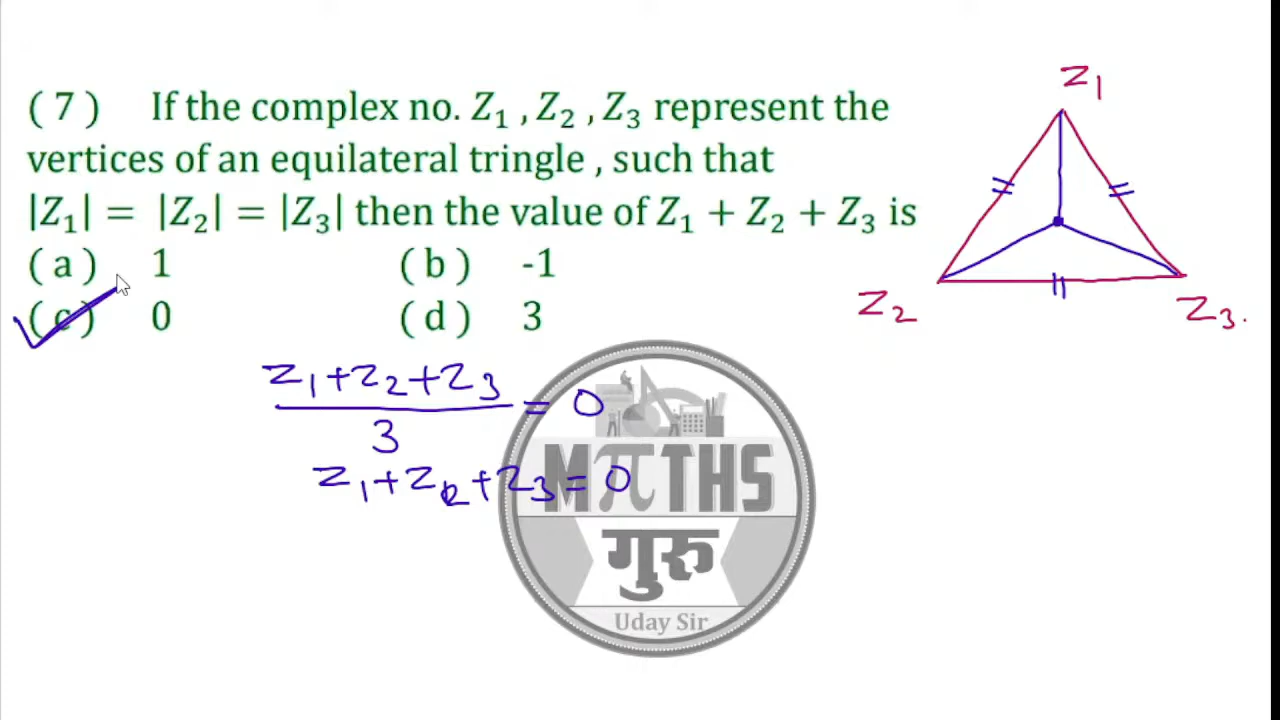 ( 7 ) If the complex no. Z₁ , Z₂ , Z₃ represent the
vertices of an equilateral tringle , such that
|Z₁| = |Z₂| = |Z₃| then the value of Z₁ + Z₂ + Z₃ is
( a ) 1 ( b ) -1
( c ) 0 ( d ) 3
Z1
Z2
Z3.
Z1+Z2+Z3
3
= 0
Z1+Z2+Z3=0
MπTHS
गुरु
Uday Sir